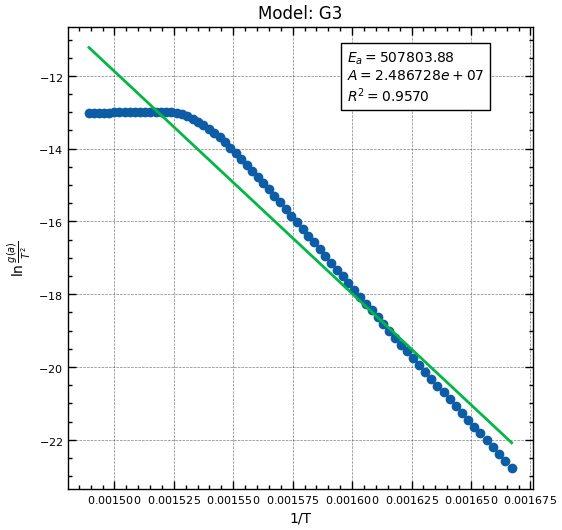 Model: G3
E_a = 507803.88
A = 2.486728e + 07
R² = 0.9570
−12
−14
−16
−18
−20
−22
ln g(a)/T²
0.001500 0.001525 0.001550 0.001575 0.001600 0.001625 0.001650 0.001675
1/T